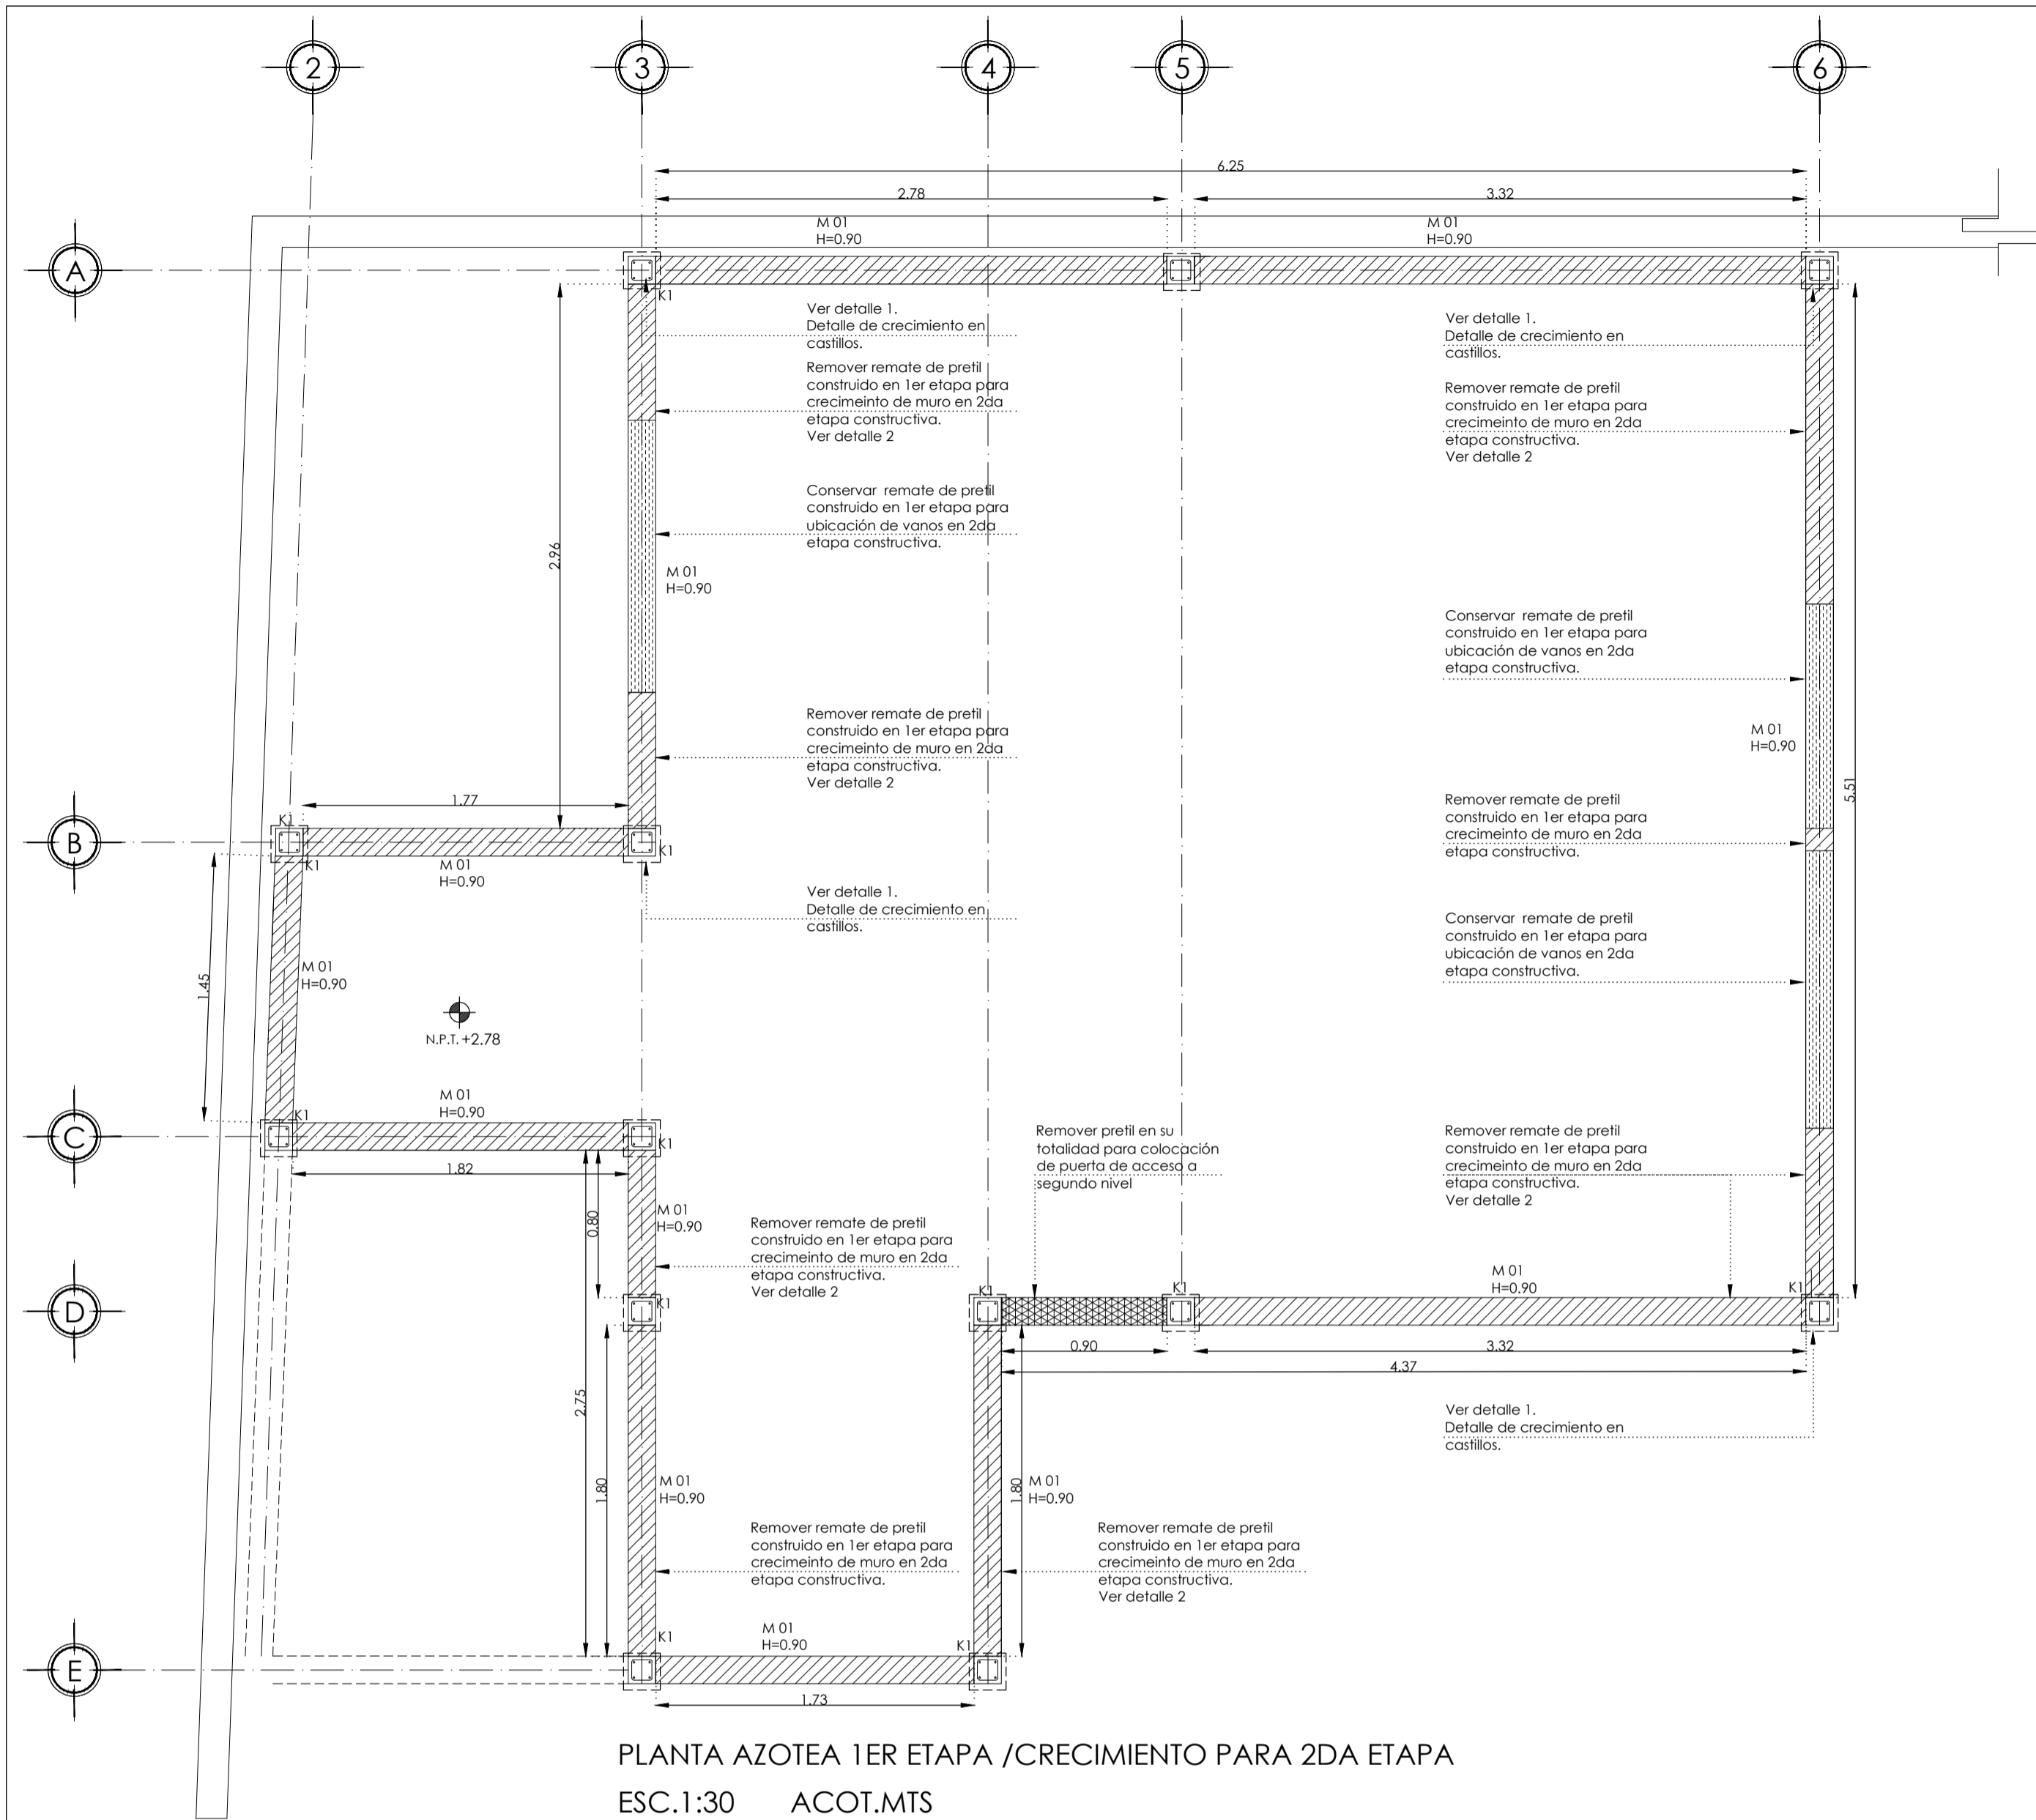 2
3
4
5
6
6.25
2.78
3.32
M 01
H=0.90
M 01
H=0.90
A
K1
Ver detalle 1.
Detalle de crecimiento en
castillos.
Remover remate de pretil
construido en 1er etapa para
crecimeinto de muro en 2da
etapa constructiva.
Ver detalle 2
Conservar remate de pretil
construido en 1er etapa para
ubicación de vanos en 2da
etapa constructiva.
2.96
M 01
H=0.90
Remover remate de pretil
construido en 1er etapa para
crecimeinto de muro en 2da
etapa constructiva.
Ver detalle 2
Ver detalle 1.
Detalle de crecimiento en
castillos.
Ver detalle 1.
Detalle de crecimiento en
castillos.
Remover remate de pretil
construido en 1er etapa para
crecimeinto de muro en 2da
etapa constructiva.
Ver detalle 2
Conservar remate de pretil
construido en 1er etapa para
ubicación de vanos en 2da
etapa constructiva.
M 01
H=0.90
5.51
Remover remate de pretil
construido en 1er etapa para
crecimeinto de muro en 2da
etapa constructiva.
Conservar remate de pretil
construido en 1er etapa para
ubicación de vanos en 2da
etapa constructiva.
Remover remate de pretil
construido en 1er etapa para
crecimeinto de muro en 2da
etapa constructiva.
Ver detalle 2
1.77
B
K1
K1
K1
M 01
H=0.90
1.45
M 01
H=0.90
N.P.T. +2.78
M 01
H=0.90
C
K1
K1
1.82
0.80
M 01
H=0.90
Remover remate de pretil
construido en 1er etapa para
crecimeinto de muro en 2da
etapa constructiva.
Ver detalle 2
Remover pretil en su
totalidad para colocación
de puerta de acceso a
segundo nivel
D
K1
K1
K1
M 01
H=0.90
K1
0.90
3.32
4.37
Ver detalle 1.
Detalle de crecimiento en
castillos.
2.75
1.80
M 01
H=0.90
1.80
M 01
H=0.90
Remover remate de pretil
construido en 1er etapa para
crecimeinto de muro en 2da
etapa constructiva.
Remover remate de pretil
construido en 1er etapa para
crecimeinto de muro en 2da
etapa constructiva.
Ver detalle 2
E
K1
M 01
H=0.90
K1
1.73
PLANTA AZOTEA 1ER ETAPA /CRECIMIENTO PARA 2DA ETAPA
ESC.1:30 ACOT.MTS